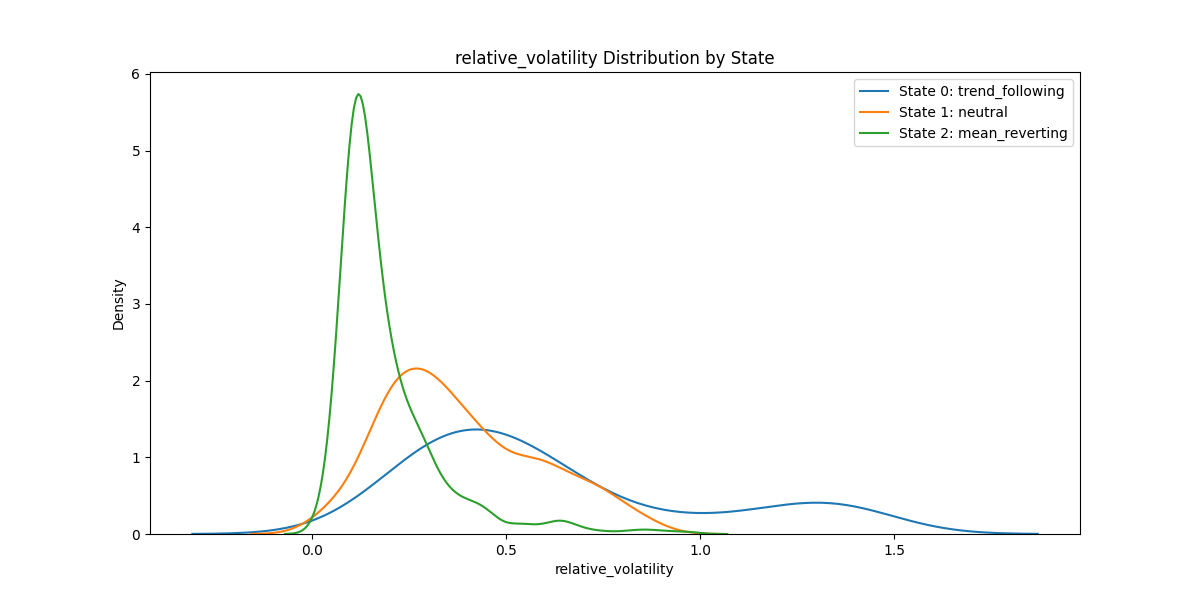 relative_volatility Distribution by State
State 0: trend_following
State 1: neutral
State 2: mean_reverting
Density
6
5
4
3
2
1
0
0.0 0.5 1.0 1.5
relative_volatility